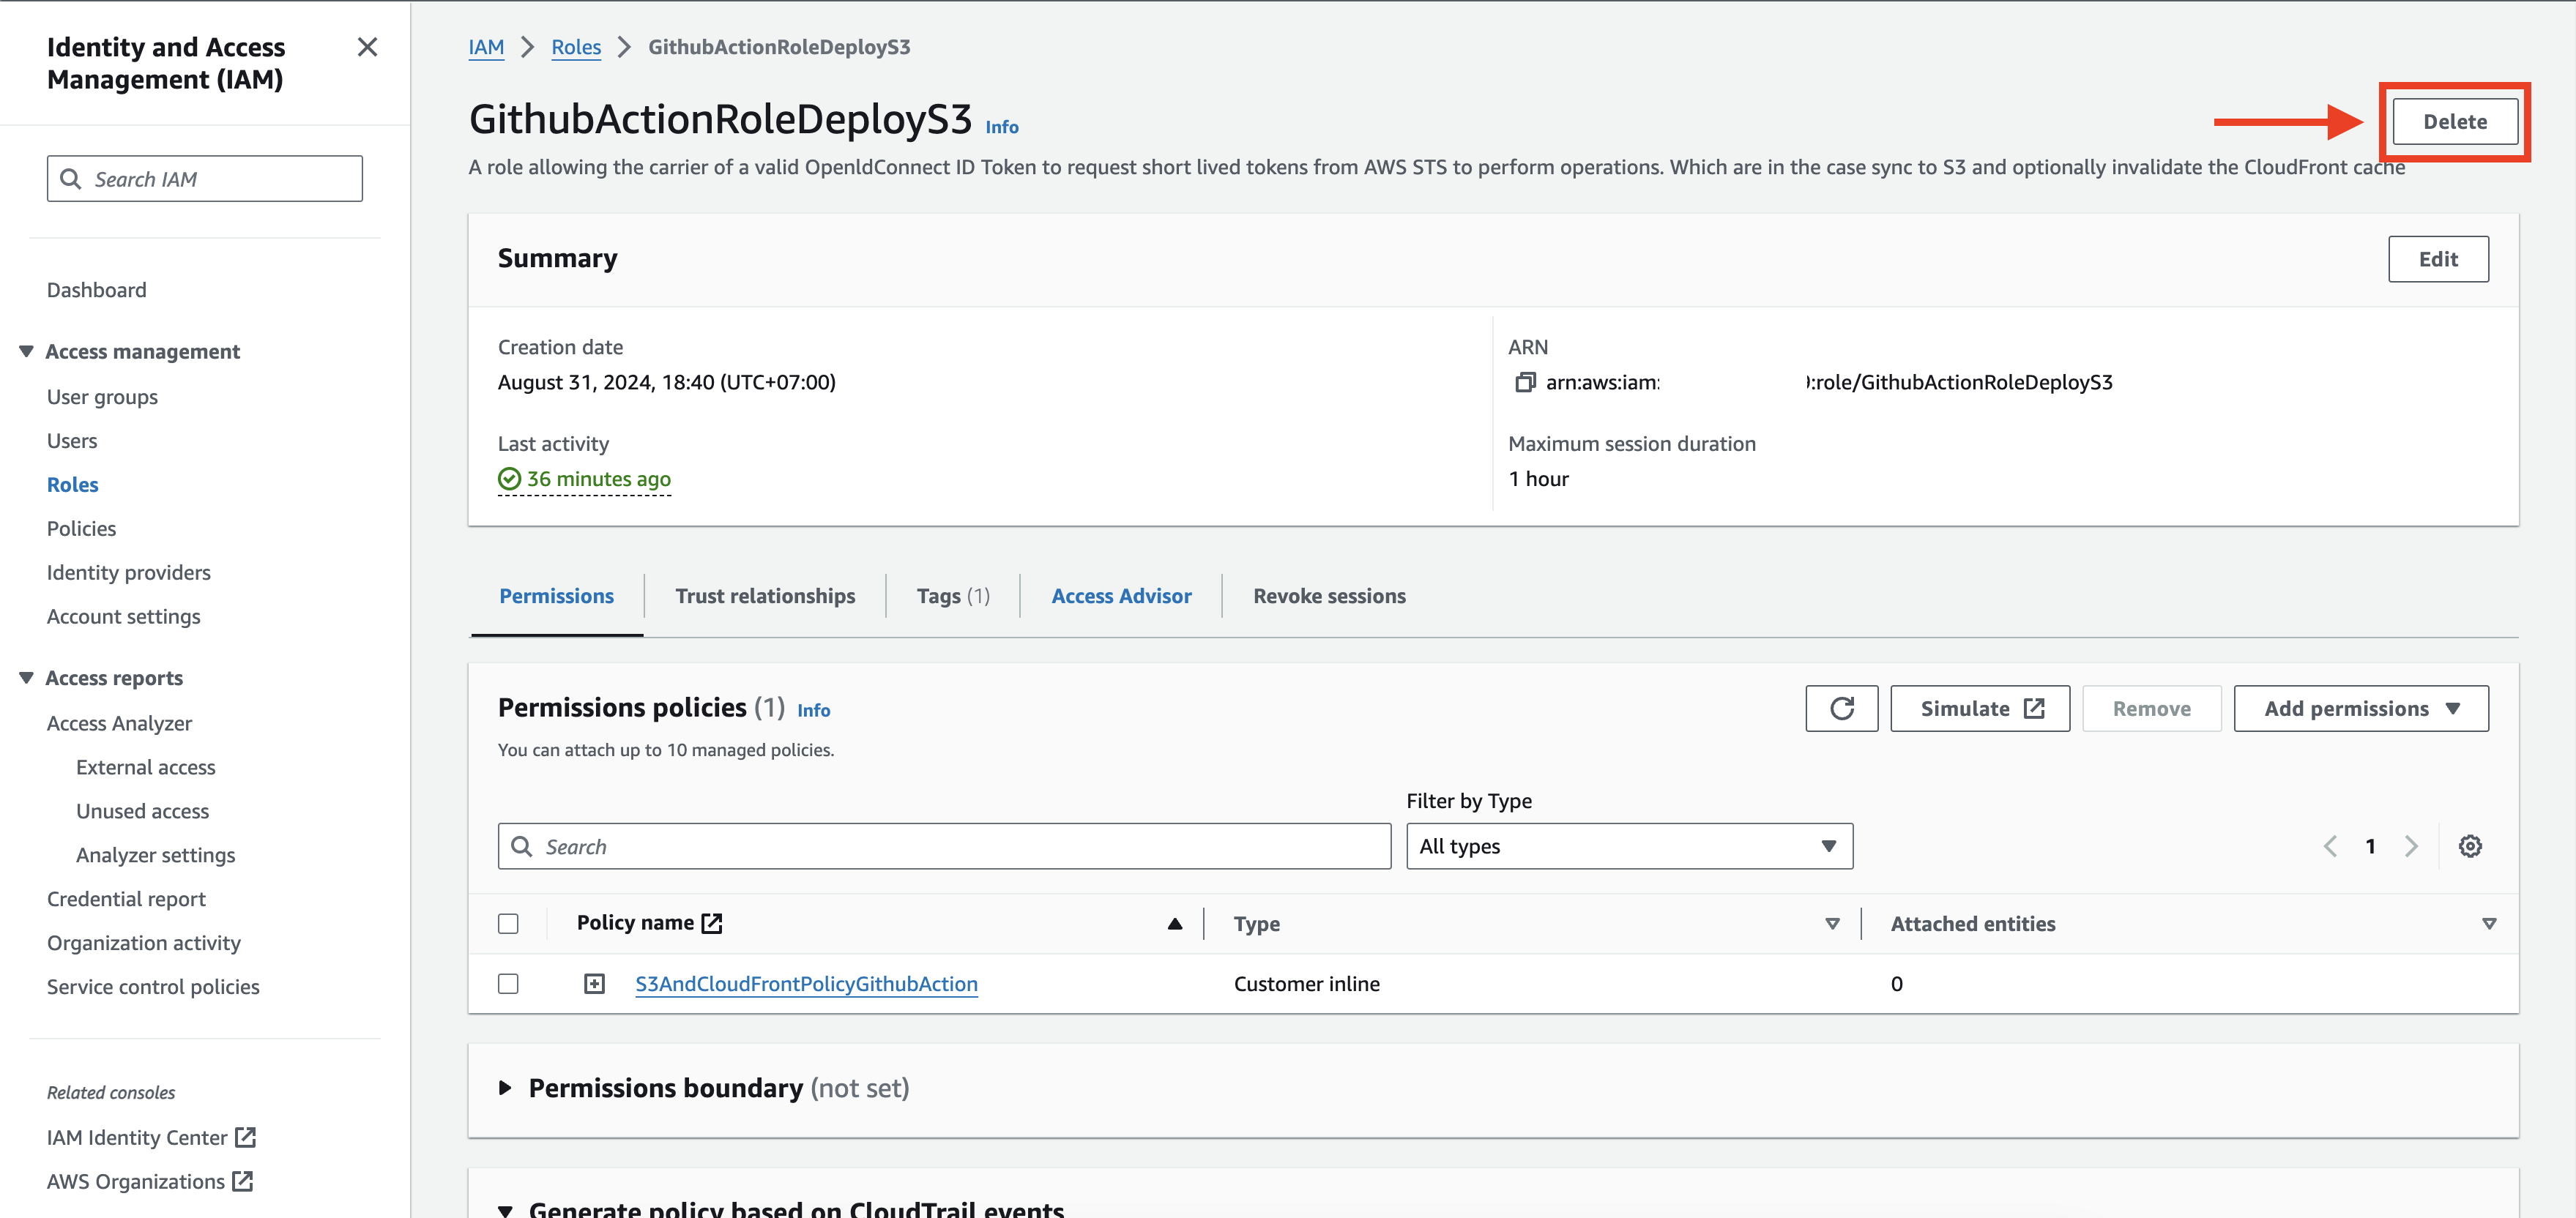 Identity and Access
Management (IAM)
Search IAM
Dashboard
Access management
User groups
Users
Roles
Policies
Identity providers
Account settings
Access reports
Access Analyzer
External access
Unused access
Analyzer settings
Credential report
Organization activity
Service control policies
Related consoles
IAM Identity Center
AWS Organizations
IAM > Roles > GithubActionRoleDeployS3
GithubActionRoleDeployS3 Info
Delete
A role allowing the carrier of a valid OpenIdConnect ID Token to request short lived tokens from AWS STS to perform operations. Which are in the case sync to S3 and optionally invalidate the CloudFront cache
Summary
Edit
Creation date
August 31, 2024, 18:40 (UTC+07:00)
Last activity
36 minutes ago
ARN
arn:aws:iam: :role/GithubActionRoleDeployS3
Maximum session duration
1 hour
Permissions Trust relationships Tags (1) Access Advisor Revoke sessions
Permissions policies (1) Info
You can attach up to 10 managed policies.
Simulate Remove Add permissions
Filter by Type
Search All types 1
Policy name Type Attached entities
S3AndCloudFrontPolicyGithubAction Customer inline 0
Permissions boundary (not set)
Generate policy based on CloudTrail events